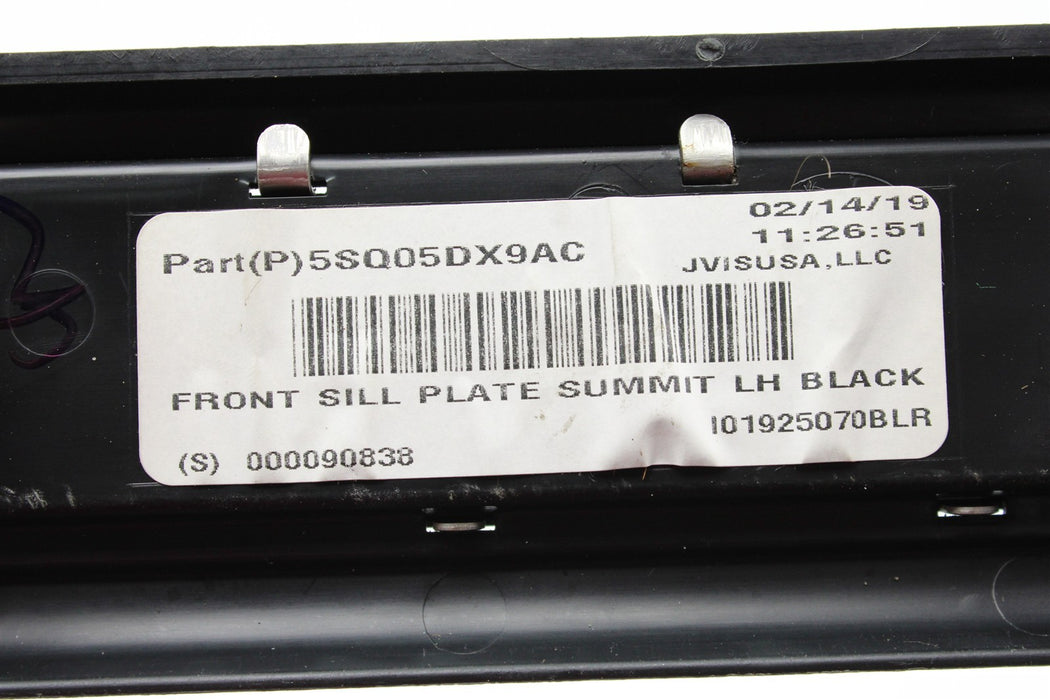 02/14/19
11:26:51
Part(P)5SQ05DX9AC
JVISUSA,LLC
FRONT SILL PLATE SUMMIT LH BLACK
I01925070BLR
(S) 000090838